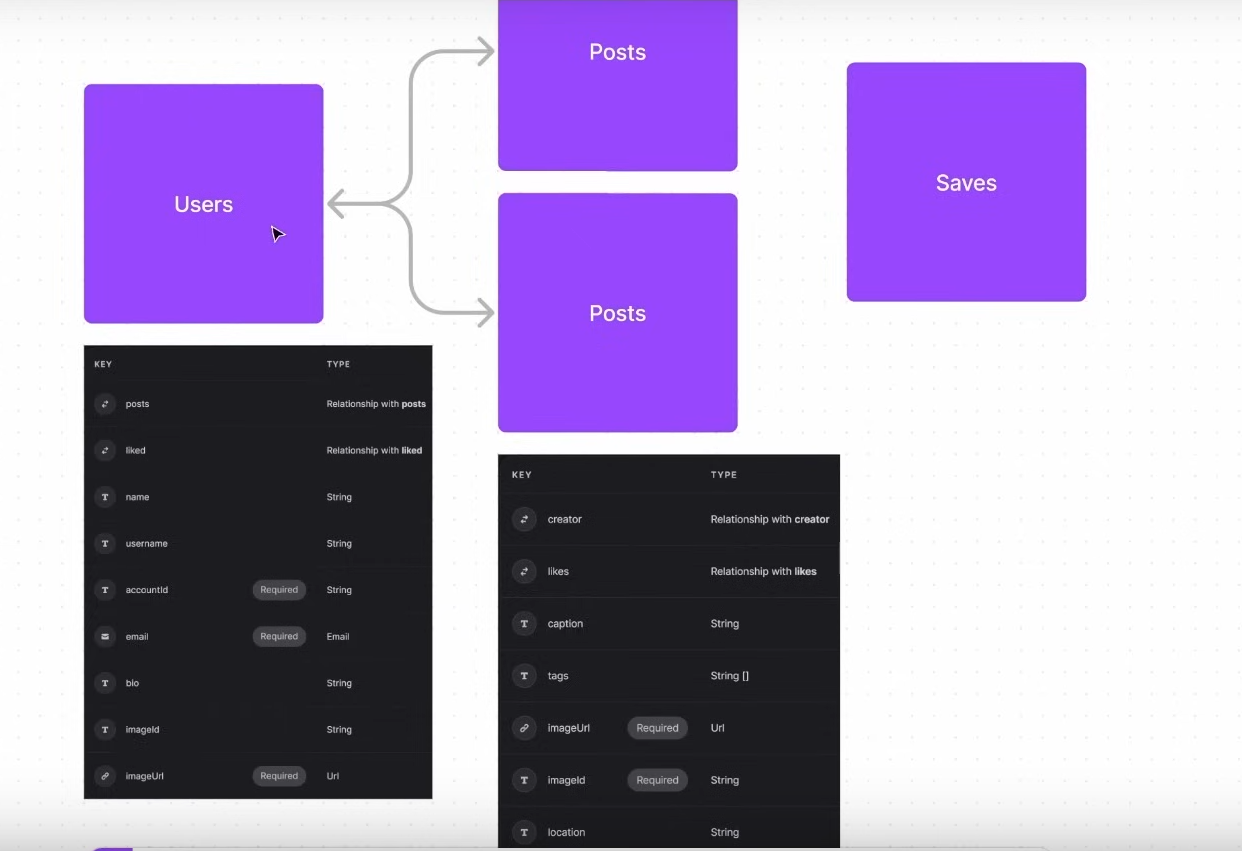 Posts
Users
Saves
Posts
KEY TYPE
posts Relationship with posts
liked Relationship with liked
name String
username String
accountId Required String
email Required Email
bio String
imageId String
imageUrl Required Url
KEY TYPE
creator Relationship with creator
likes Relationship with likes
caption String
tags String []
imageUrl Required Url
imageId Required String
location String